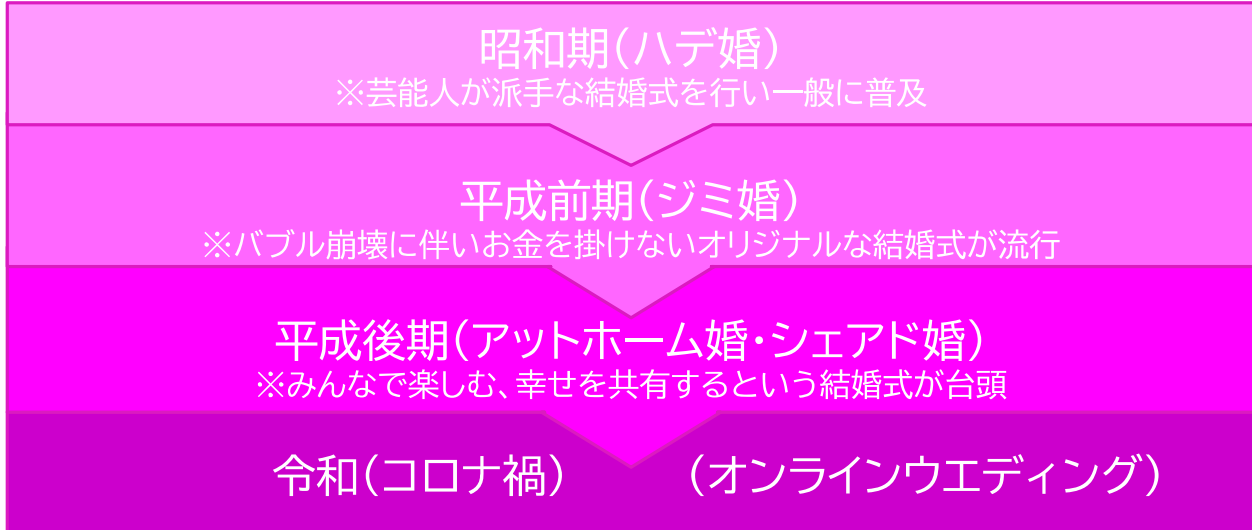 昭和期(ハデ婚)
※芸能人が派手な結婚式を行い一般に普及
平成前期(ジミ婚)
※バブル崩壊に伴いお金を掛けないオリジナルな結婚式が流行
平成後期(アットホーム婚・シェアド婚)
※みんなで楽しむ、幸せを共有するという結婚式が台頭
令和(コロナ禍) (オンラインウエディング)